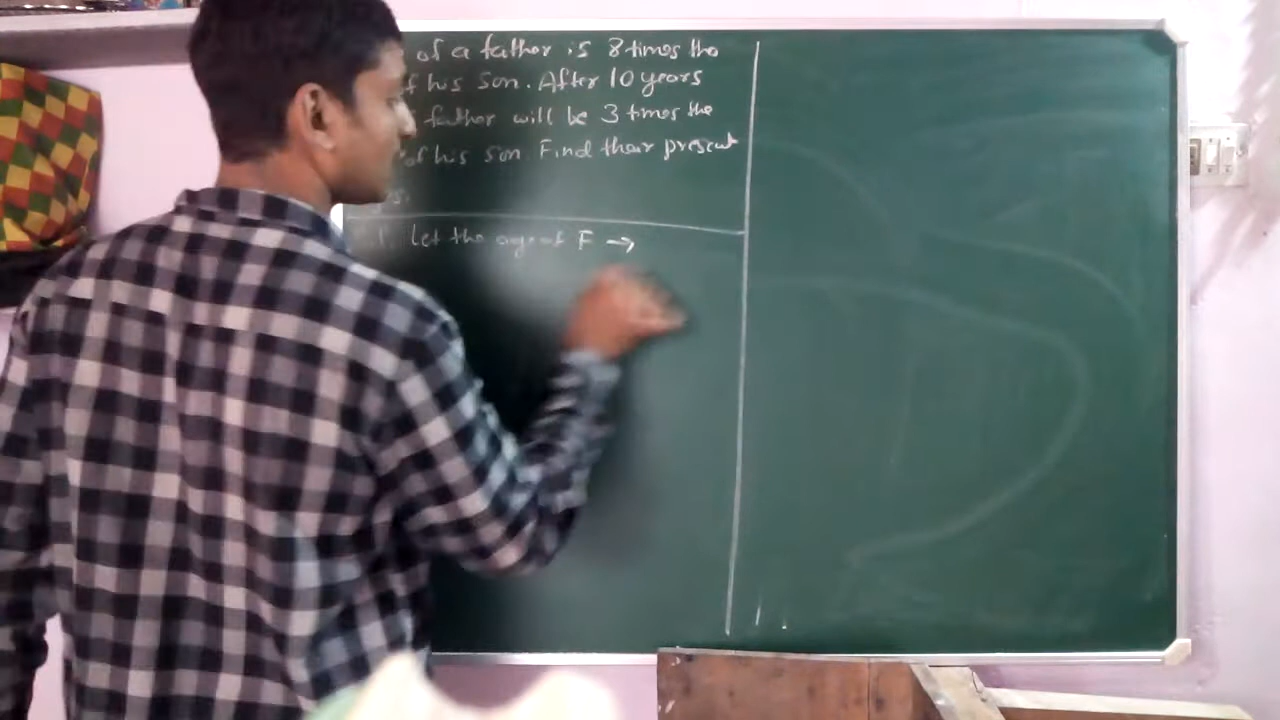 of a father is 8 times the
f his son. After 10 years
father will be 3 times the
of his son Find their present
s.
1. Let the age of F →